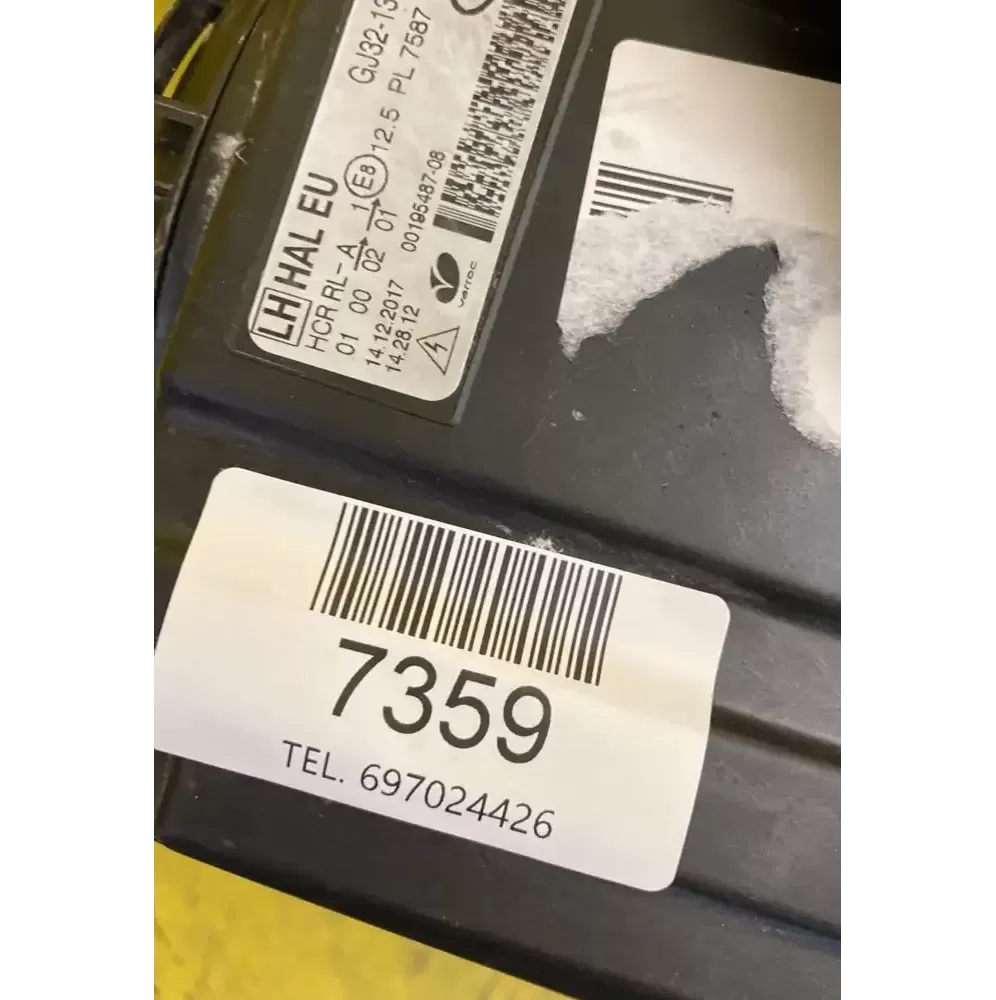 LH HAL EU GJ32-13
HCR RL-A 1 E8 12.5 PL 7587
01 00 02 01
14.12.2017 00195487-08
14.28.12
varroc
7359
TEL. 697024426